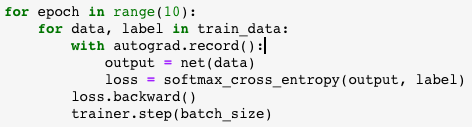 for epoch in range(10):
    for data, label in train_data:
        with autograd.record():
            output = net(data)
            loss = softmax_cross_entropy(output, label)
        loss.backward()
        trainer.step(batch_size)